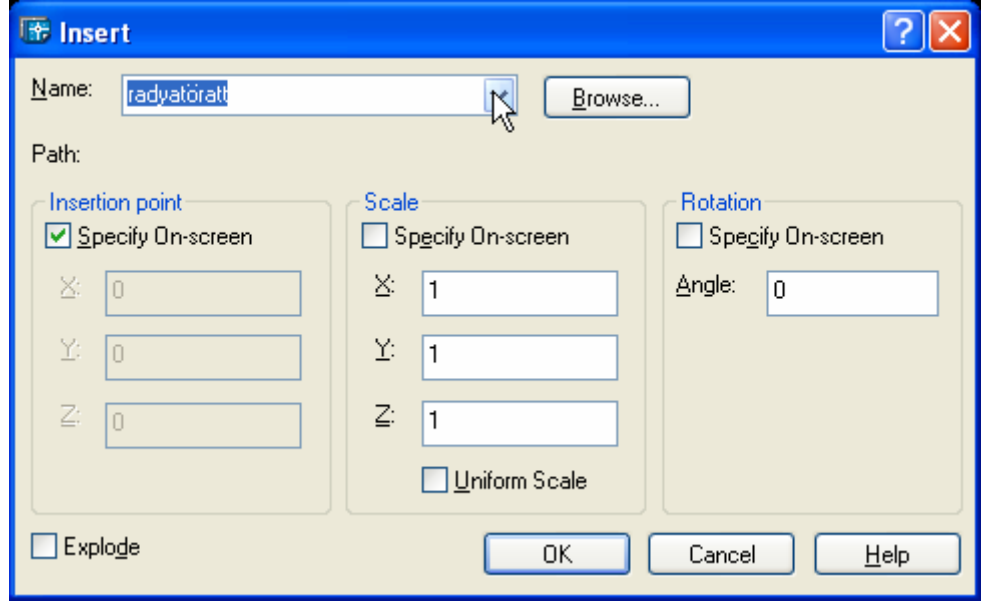 Insert
Name: radyatöratt Browse...
Path:
Insertion point Scale Rotation
Specify On-screen Specify On-screen Specify On-screen
X: 0 X: 1 Angle: 0
Y: 0 Y: 1
Z: 0 Z: 1
Uniform Scale
Explode OK Cancel Help